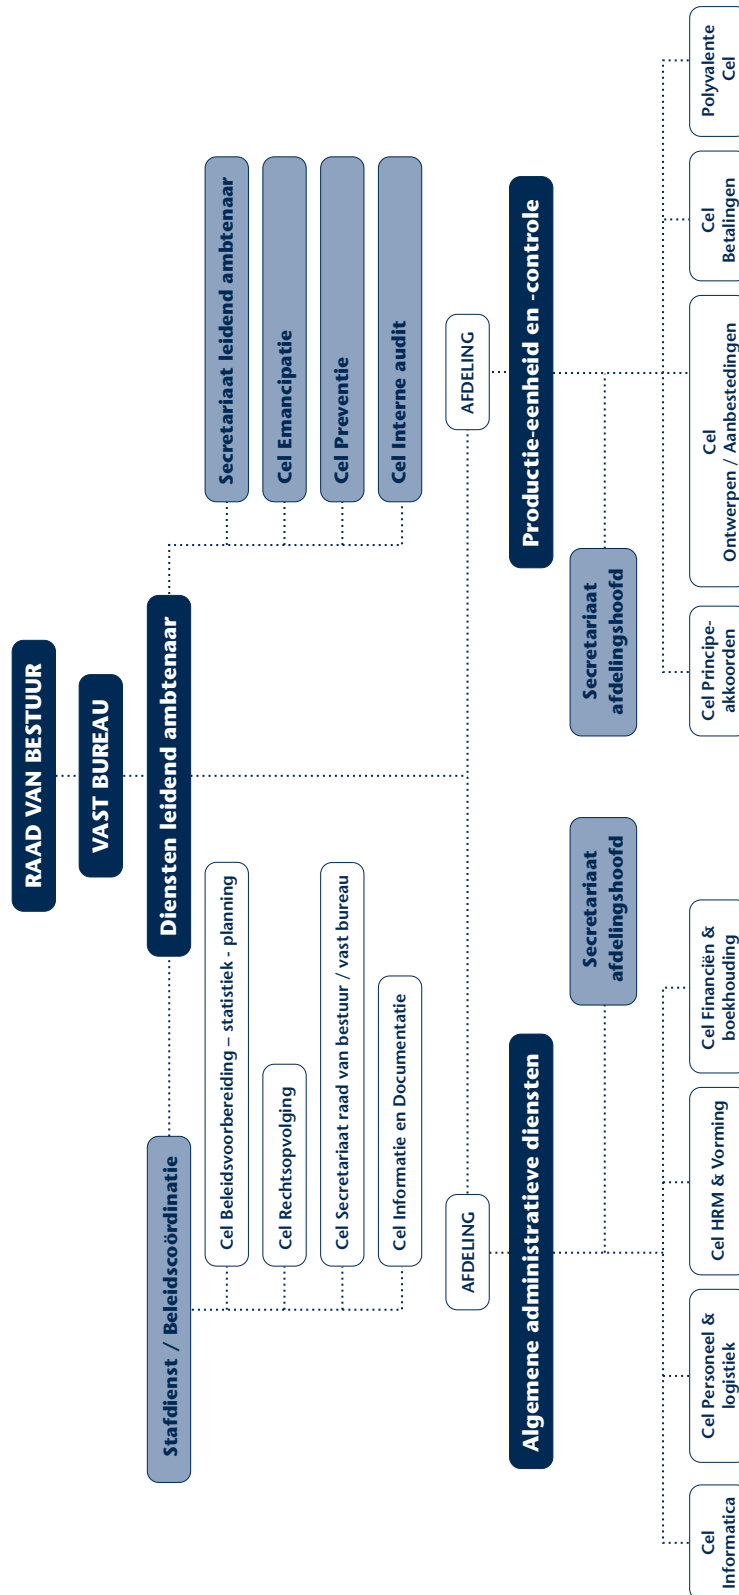 RAAD VAN BESTUUR
VAST BUREAU
Stafdienst / Beleidscoördinatie
Diensten leidend ambtenaar
Cel Beleidsvoorbereiding – statistiek - planning
Cel Rechtsopvolging
Cel Secretariaat raad van bestuur / vast bureau
Cel Informatie en Documentatie
Secretariaat leidend ambtenaar
Cel Emancipatie
Cel Preventie
Cel Interne audit
AFDELING
Algemene administratieve diensten
Secretariaat
afdelingshoofd
Cel
Informatica
Cel Personeel &
logistiek
Cel HRM & Vorming
Cel Financiën &
boekhouding
AFDELING
Productie-eenheid en -controle
Secretariaat
afdelingshoofd
Cel Principe-
akkoorden
Cel
Ontwerpen / Aanbestedingen
Cel
Betalingen
Polyvalente
Cel